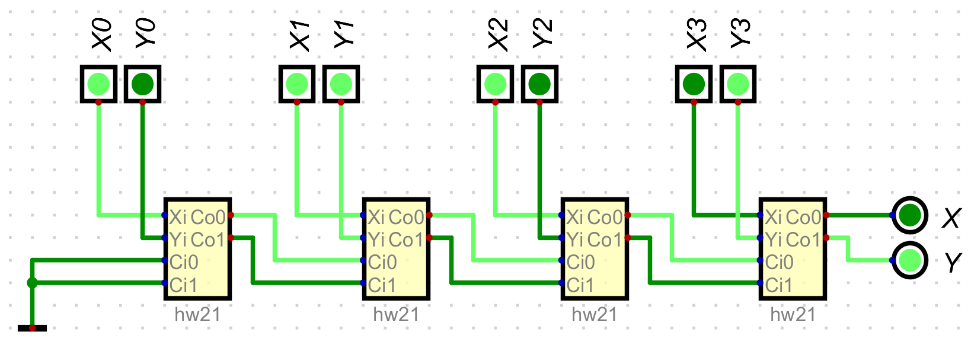 X0 Y0 X1 Y1 X2 Y2 X3 Y3
Xi Co0 Xi Co0 Xi Co0 Xi Co0 X
Yi Co1 Yi Co1 Yi Co1 Yi Co1
Ci0 Ci0 Ci0 Ci0 Y
Ci1 Ci1 Ci1 Ci1
hw21 hw21 hw21 hw21